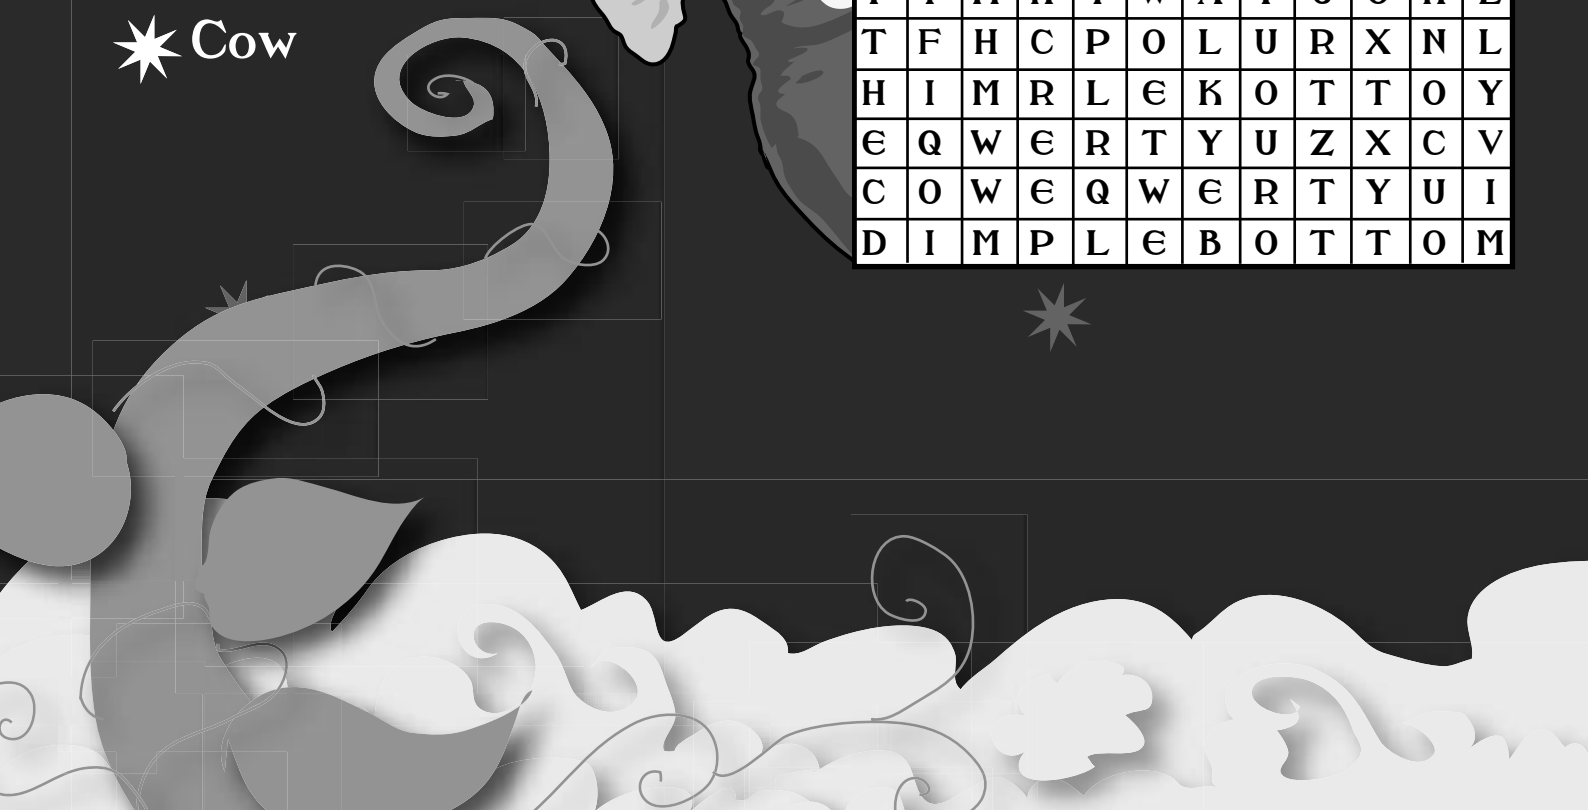 Cow
T F H C P O L U R X N L
H I M R L E K O T T O Y
E Q W E R T Y U Z X C V
C O W E Q W E R T Y U I
D I M P L E B O T T O M